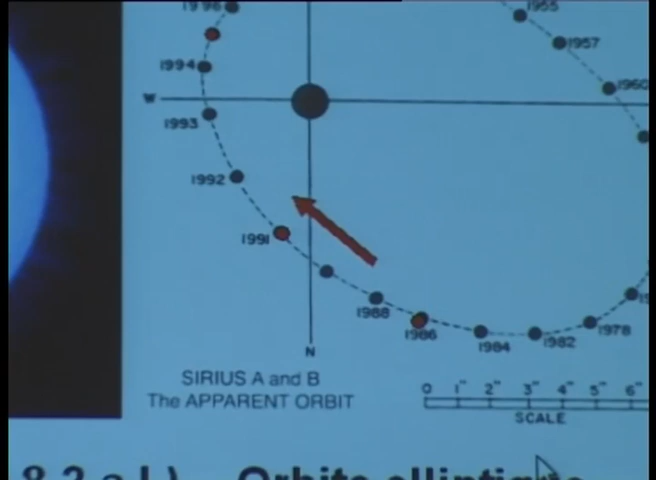 1955
1957
1960
1994
W
1993
1992
1991
1988
1986
1984
1982
1978
N
SIRIUS A and B
The APPARENT ORBIT
0 1" 2" 3" 4" 5" 6"
SCALE